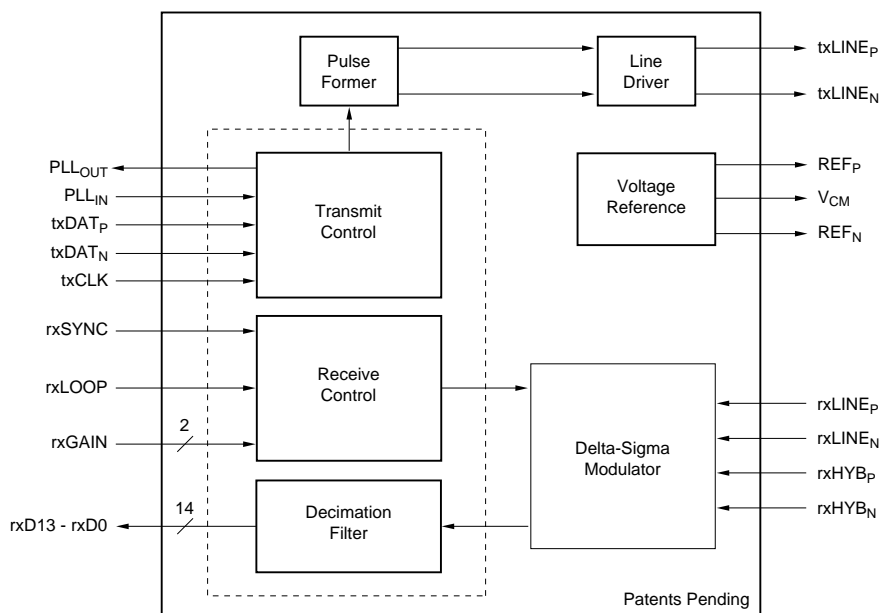 Pulse
Former
Line
Driver
txLINEP
txLINEN
PLLOUT
PLLIN
txDATP
txDATN
txCLK
Transmit
Control
Voltage
Reference
REFP
VCM
REFN
rxSYNC
rxLOOP
rxGAIN
2
Receive
Control
Delta-Sigma
Modulator
rxLINEP
rxLINEN
rxHYBP
rxHYBN
rxD13 - rxD0
14
Decimation
Filter
Patents Pending